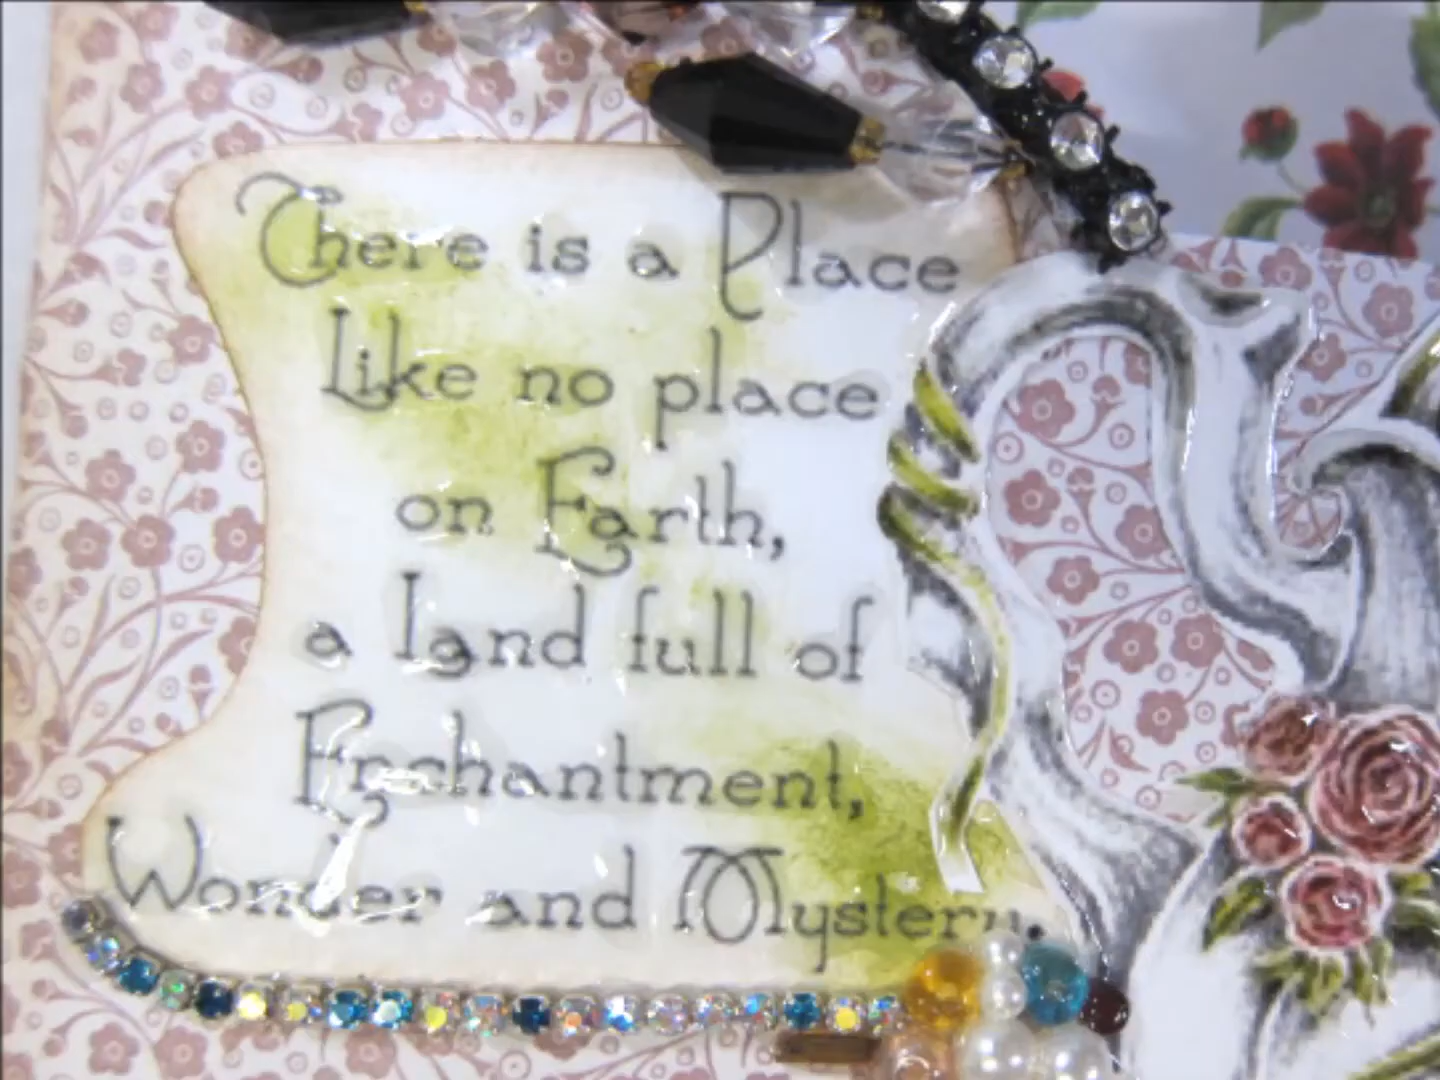 There is a Place
Like no place
on Earth,
a Land full of
Enchantment,
Wonder and Mystery.